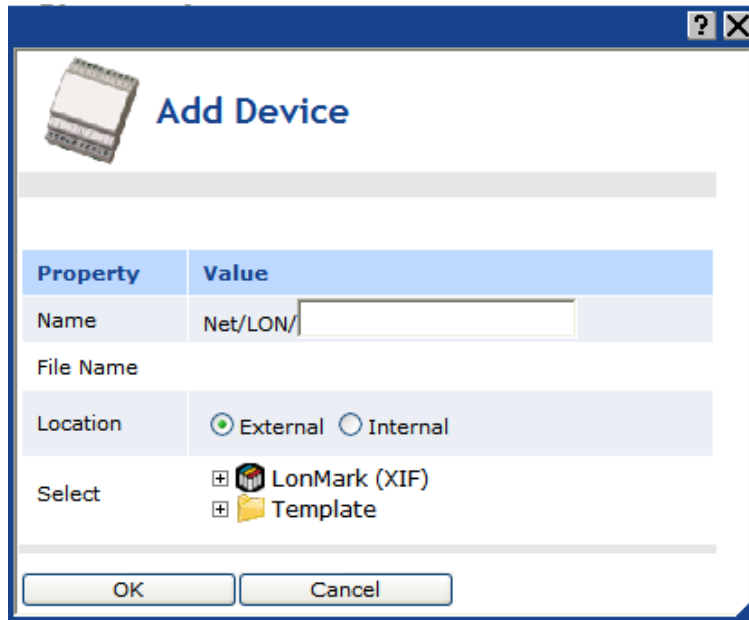 ?
Add Device
Property Value
Name Net/LON/
File Name
Location External Internal
Select LonMark (XIF)
Template
OK Cancel